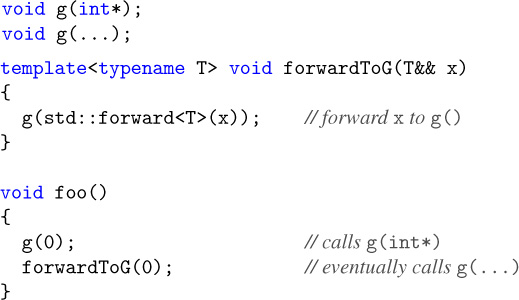 void g(int*);
void g(...);
template<typename T> void forwardToG(T&& x)
{
  g(std::forward<T>(x));    // forward x to g()
}
void foo()
{
  g(0);    // calls g(int*)
  forwardToG(0);    // eventually calls g(...)
}